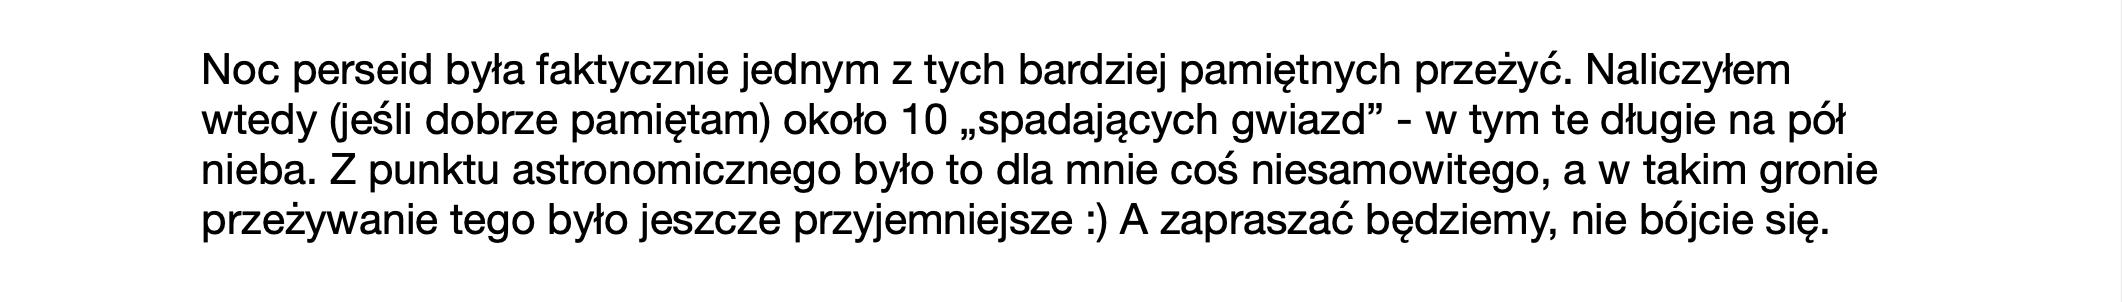 Noc perseid była faktycznie jednym z tych bardziej pamiętnych przeżyć. Naliczyłem
wtedy (jeśli dobrze pamiętam) około 10 „spadających gwiazd” - w tym te długie na pół
nieba. Z punktu astronomicznego było to dla mnie coś niesamowitego, a w takim gronie
przeżywanie tego było jeszcze przyjemniejsze :) A zapraszać będziemy, nie bójcie się.